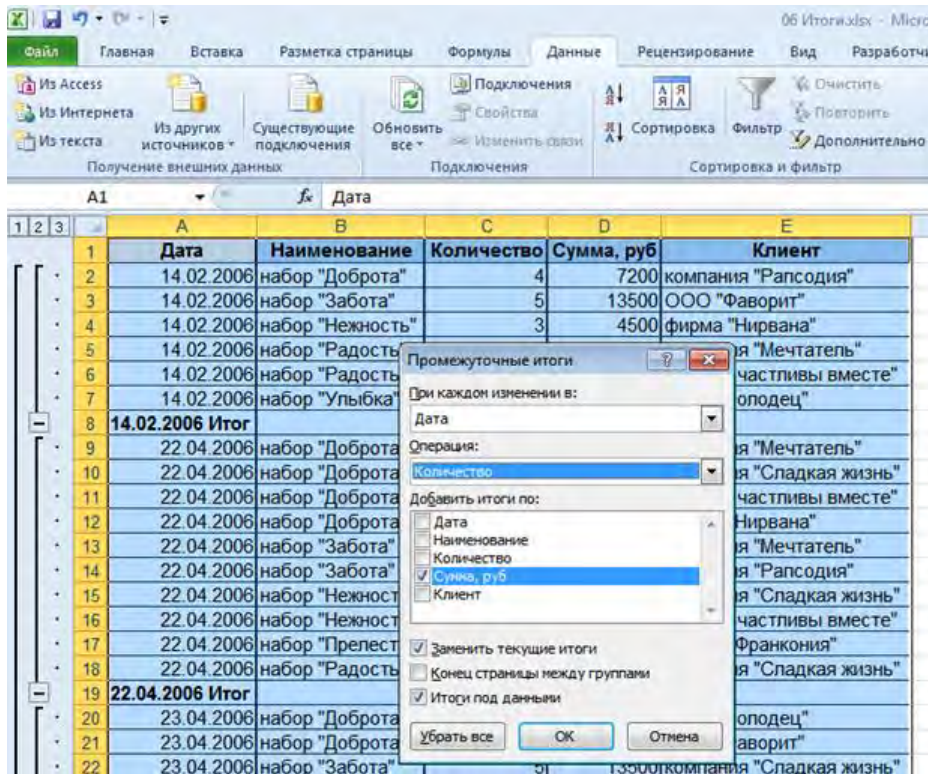 06 Итоги.xlsx - Micro
Файл Главная Вставка Разметка страницы Формулы Данные Рецензирование Вид Разработчи
Из Access
Из Интернета
Из текста
Из других источников
Существующие подключения
Получение внешних данных
Обновить все
Подключения
Свойства
Изменить связи
Подключения
Сортировка
Фильтр
Очистить
Повторить
Дополнительно
Сортировка и фильтр
A1 fx Дата
1 2 3 A B C D E
1 Дата Наименование Количество Сумма, руб Клиент
2 14.02.2006 набор "Доброта" 4 7200 компания "Рапсодия"
3 14.02.2006 набор "Забота" 5 13500 ООО "Фаворит"
4 14.02.2006 набор "Нежность" 3 4500 фирма "Нирвана"
5 14.02.2006 набор "Радость я "Мечтатель"
6 14.02.2006 набор "Радость частливы вместе"
7 14.02.2006 набор "Улыбка" олодец"
8 14.02.2006 Итог
9 22.04.2006 набор "Доброта я "Мечтатель"
10 22.04.2006 набор "Доброта я "Сладкая жизнь"
11 22.04.2006 набор "Доброта частливы вместе"
12 22.04.2006 набор "Доброта Нирвана"
13 22.04.2006 набор "Забота" я "Мечтатель"
14 22.04.2006 набор "Забота" я "Рапсодия"
15 22.04.2006 набор "Нежност я "Сладкая жизнь"
16 22.04.2006 набор "Нежност частливы вместе"
17 22.04.2006 набор "Прелест Франкония"
18 22.04.2006 набор "Радость я "Сладкая жизнь"
19 22.04.2006 Итог
20 23.04.2006 набор "Доброта олодец"
21 23.04.2006 набор "Доброта аворит"
22 23.04.2006 набор "Забота" 5 13500 компания "Сладкая жизнь"
Промежуточные итоги
При каждом изменении в:
Дата
Операция:
Количество
Добавить итоги по:
Дата
Наименование
Количество
Сумма, руб
Клиент
Заменить текущие итоги
Конец страницы между группами
Итоги под данными
Убрать все ОК Отмена